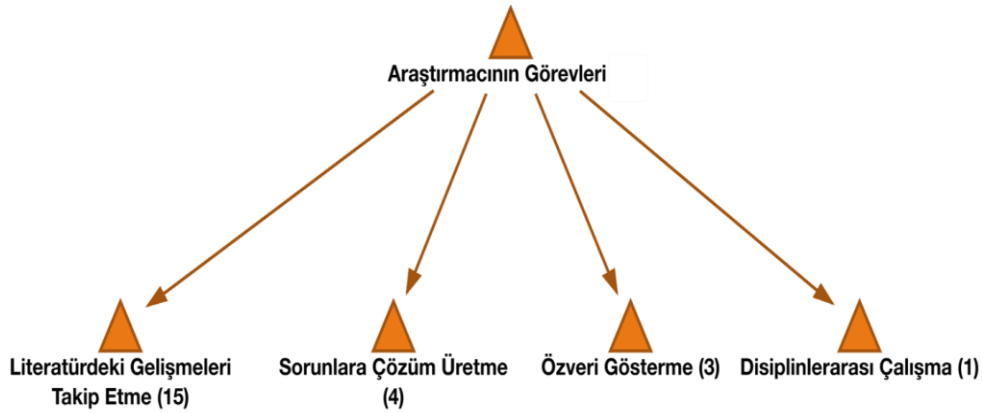 Araştırmacının Görevleri
Literatürdeki Gelişmeleri
Takip Etme (15)
Sorunlara Çözüm Üretme
(4)
Özveri Gösterme (3)
Disiplinlerarası Çalışma (1)